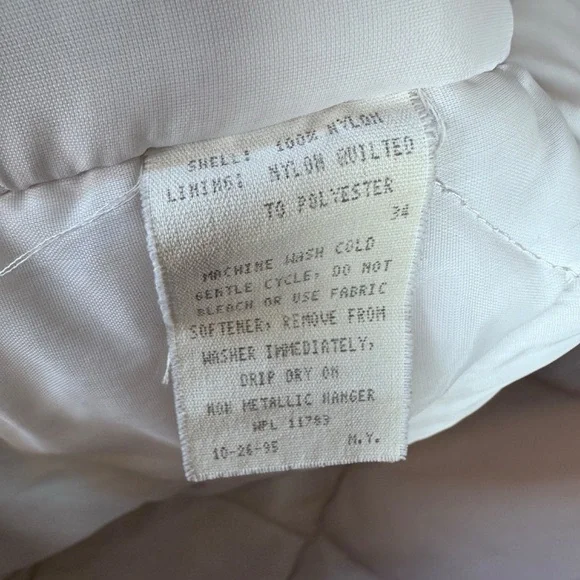 SHELL: 100% NYLON
LINING: NYLON QUILTED
TO POLYESTER
34
MACHINE WASH COLD
GENTLE CYCLE, DO NOT
BLEACH OR USE FABRIC
SOFTENER, REMOVE FROM
WASHER IMMEDIATELY,
DRIP DRY ON
NON METALLIC HANGER
WPL 11783
10-26-95 M.Y.